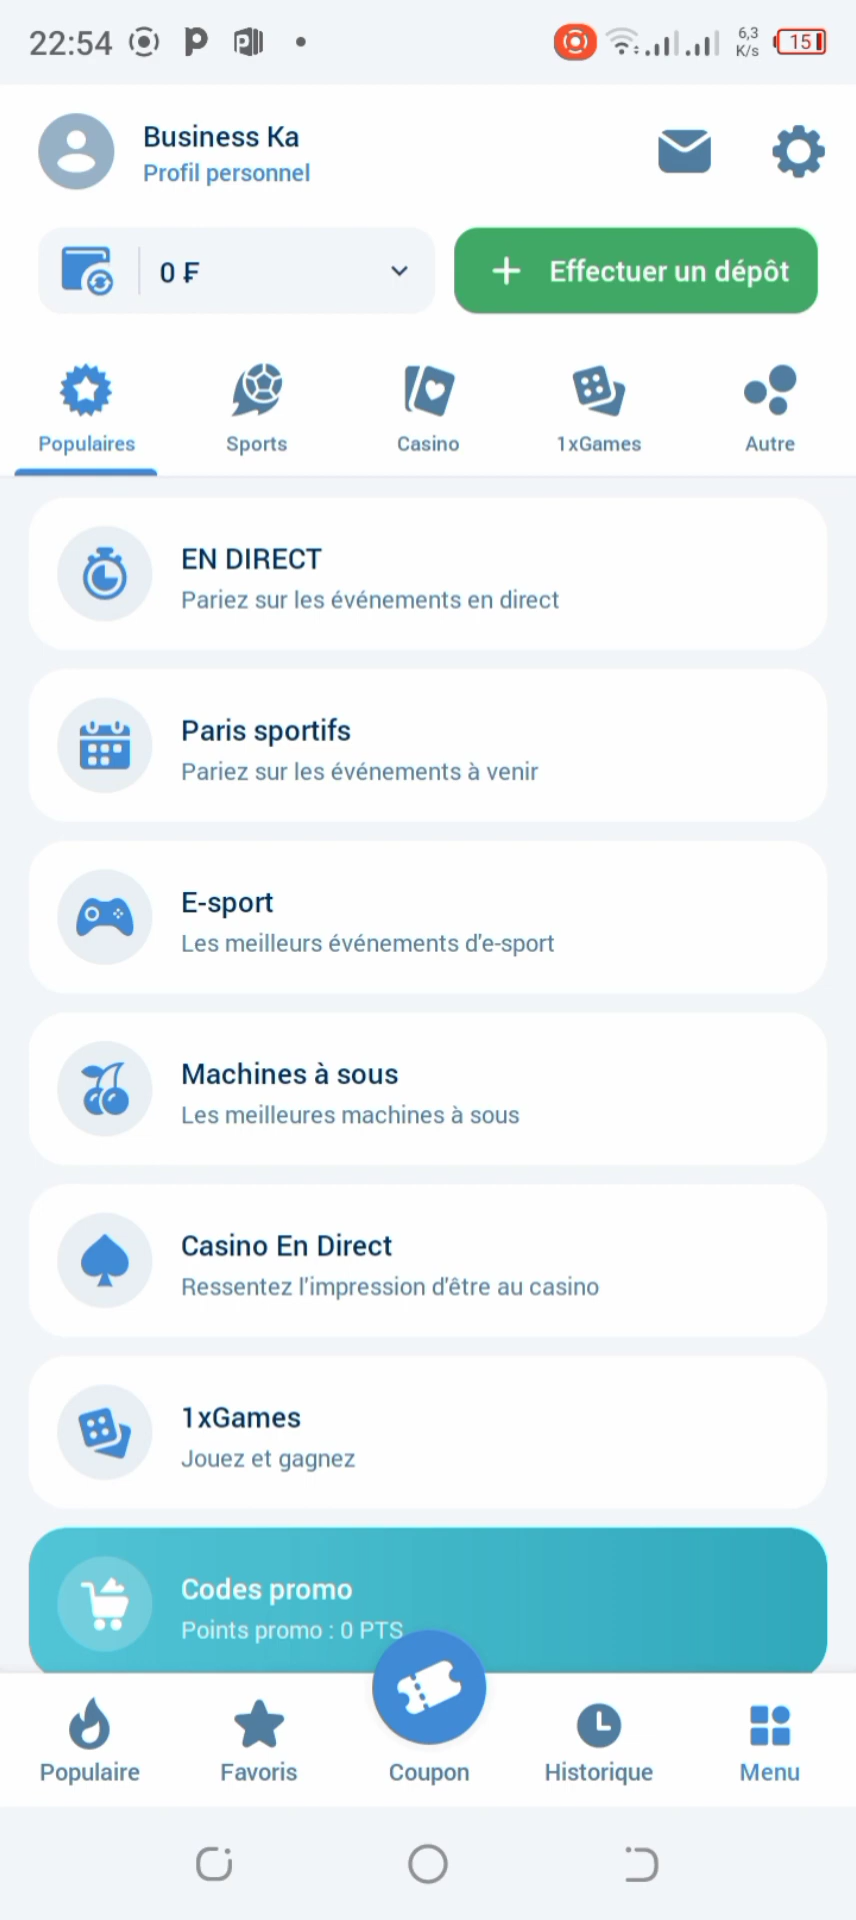 22:54
6,3
K/s
15
Business Ka
Profil personnel
0 ₣
Effectuer un dépôt
Populaires
Sports
Casino
1xGames
Autre
EN DIRECT
Pariez sur les événements en direct
Paris sportifs
Pariez sur les événements à venir
E-sport
Les meilleurs événements d'e-sport
Machines à sous
Les meilleures machines à sous
Casino En Direct
Ressentez l'impression d'être au casino
1xGames
Jouez et gagnez
Codes promo
Points promo : 0 PTS
Populaire
Favoris
Coupon
Historique
Menu